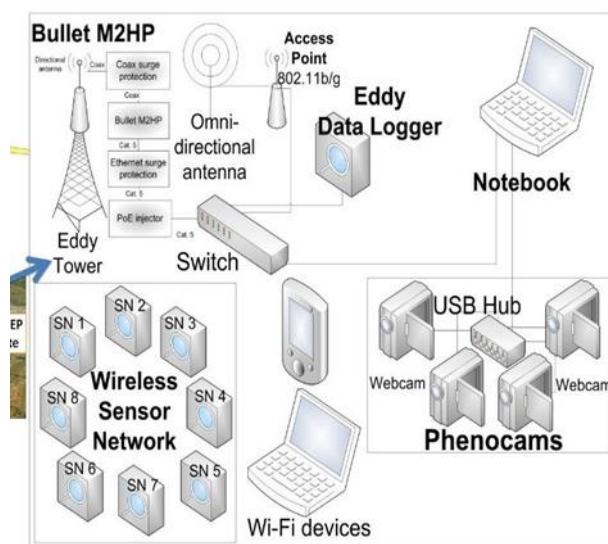 Bullet M2HP
Directional
antenna
Coax
Coax surge
protection
Coax
Bullet M2HP
Cat. 5
Ethernet surge
protection
Cat. 5
PoE injector
Cat. 5
Eddy
Tower
Omni-
directional
antenna
Access
Point
802.11b/g
Eddy
Data Logger
Notebook
Switch
EP
te
SN 1
SN 2
SN 3
SN 8
Wireless
Sensor
Network
SN 4
SN 6
SN 7
SN 5
Wi-Fi devices
USB Hub
Webcam
Webcam
Phenocams